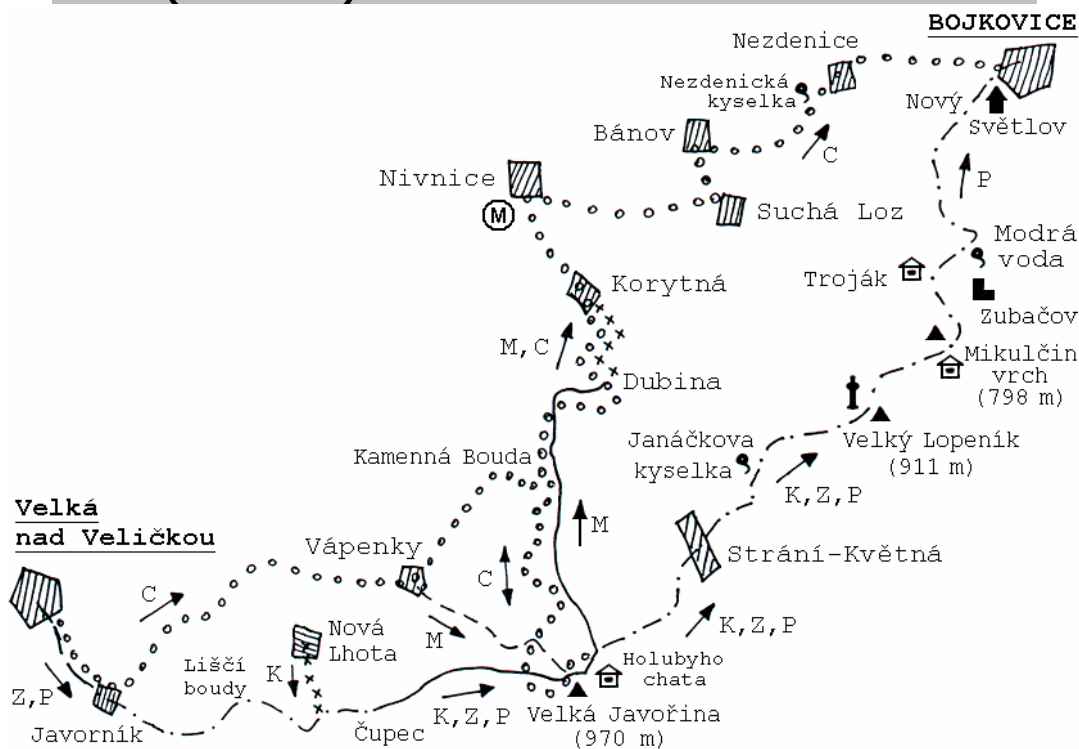 BOJKOVICE
Nezdenice
Nezdenická
kyselka
Nový
Světlov
Bánov
C
P
Nivnice
M
Suchá Loz
Modrá
voda
Troják
Korytná
Zubačov
M,C
Mikulčin
vrch
(798 m)
Dubina
Janáčkova
kyselka
Velký Lopeník
(911 m)
Kamenná Bouda
K,Z,P
Velká
nad Veličkou
M
Vápenky
Strání-Květná
C
C
Nová
Lhota
M
K,Z,P
Liščí
boudy
K
Holubyho
chata
Z,P
K,Z,P
Javorník
Čupec
Velká Javořina
(970 m)